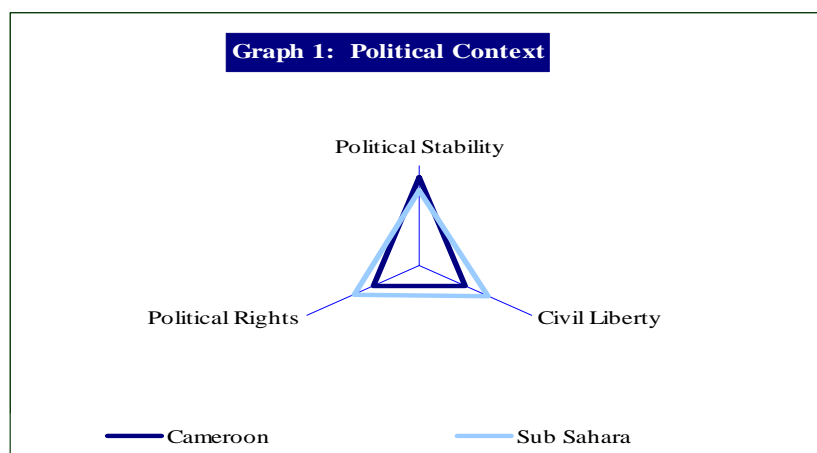 Graph 1:  Political Context
Political Stability
Political Rights
Civil Liberty
Cameroon
Sub Sahara